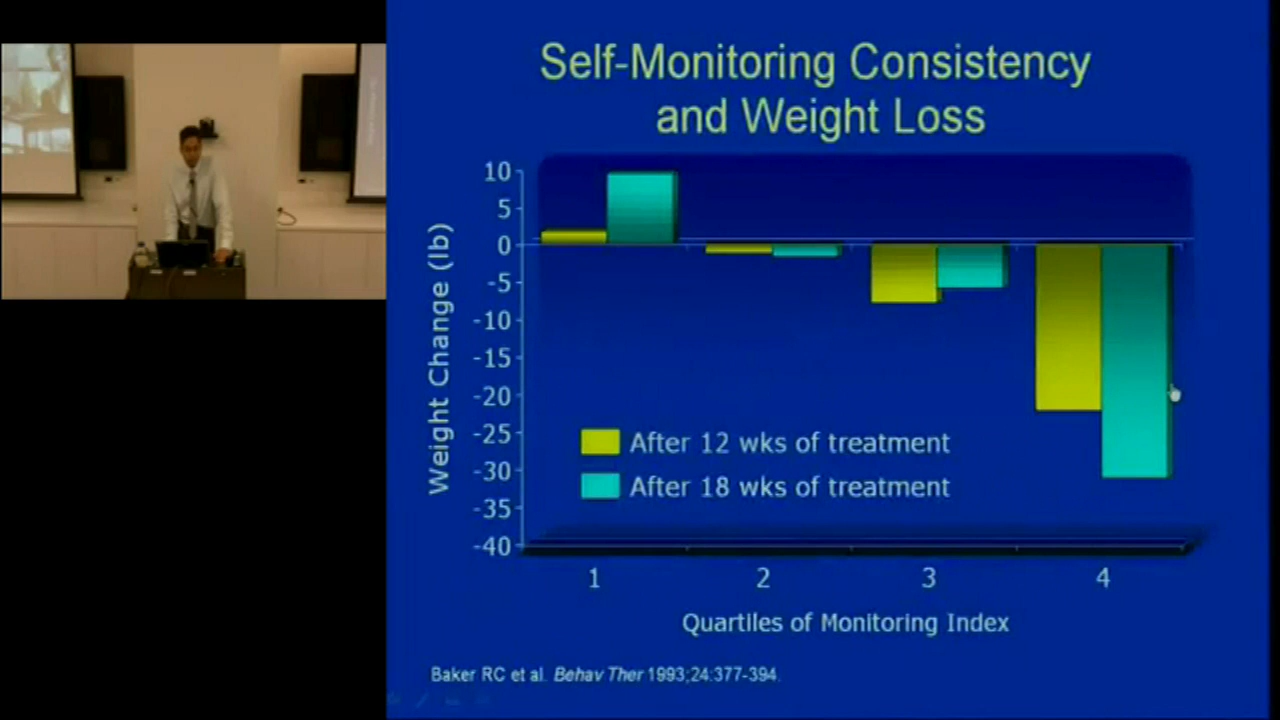 Self-Monitoring Consistency
and Weight Loss
Weight Change (lb)
10
5
0
-5
-10
-15
-20
-25
-30
-35
-40
After 12 wks of treatment
After 18 wks of treatment
1 2 3 4
Quartiles of Monitoring Index
Baker RC et al. Behav Ther 1993;24:377-394.